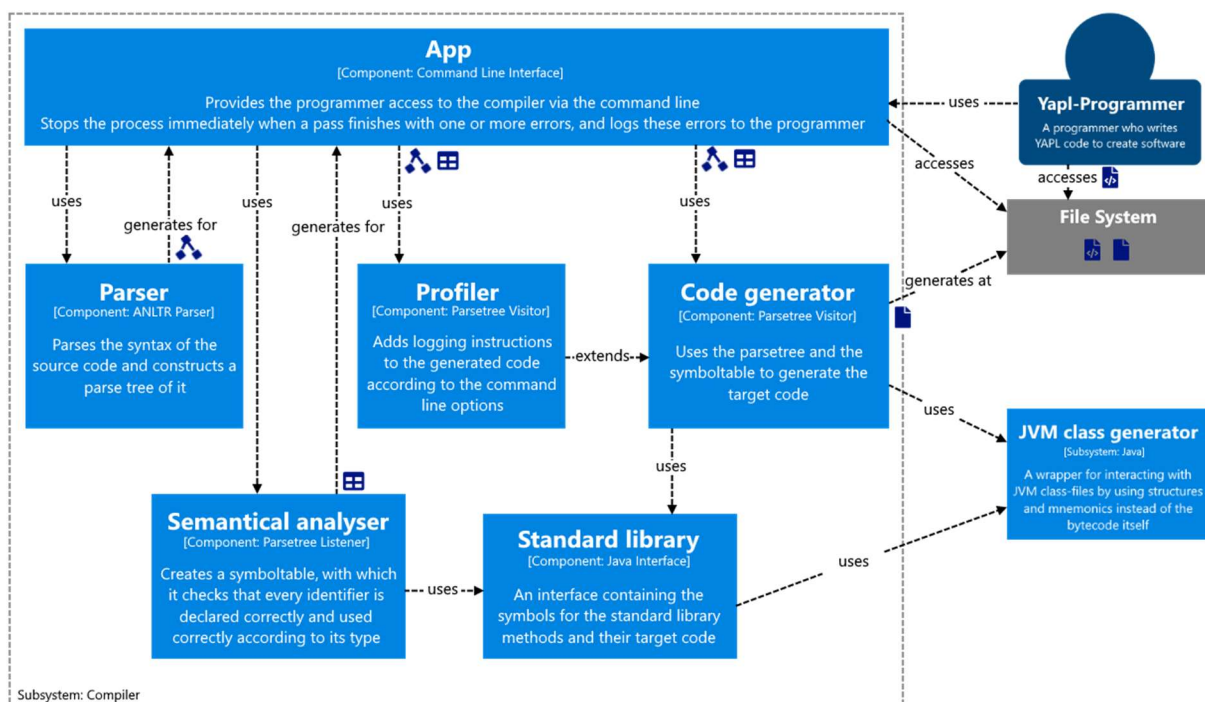 App
[Component: Command Line Interface]
Provides the programmer access to the compiler via the command line
Stops the process immediately when a pass finishes with one or more errors, and logs these errors to the programmer
uses
Yapl-Programmer
A programmer who writes
YAPL code to create software
uses
generates for
uses
generates for
uses
uses
accesses
accesses
File System
generates at
Parser
[Component: ANLTR Parser]
Parses the syntax of the
source code and constructs a
parse tree of it
Profiler
[Component: Parsetree Visitor]
Adds logging instructions
to the generated code
according to the command
line options
extends
Code generator
[Component: Parsetree Visitor]
Uses the parsetree and the
symboltable to generate the
target code
uses
uses
JVM class generator
[Subsystem: Java]
A wrapper for interacting with
JVM class-files by using structures
and mnemonics instead of the
bytecode itself
Semantical analyser
[Component: Parsetree Listener]
Creates a symboltable, with which
it checks that every identifier is
declared correctly and used
correctly according to its type
uses
Standard library
[Component: Java Interface]
An interface containing the
symbols for the standard library
methods and their target code
uses
Subsystem: Compiler